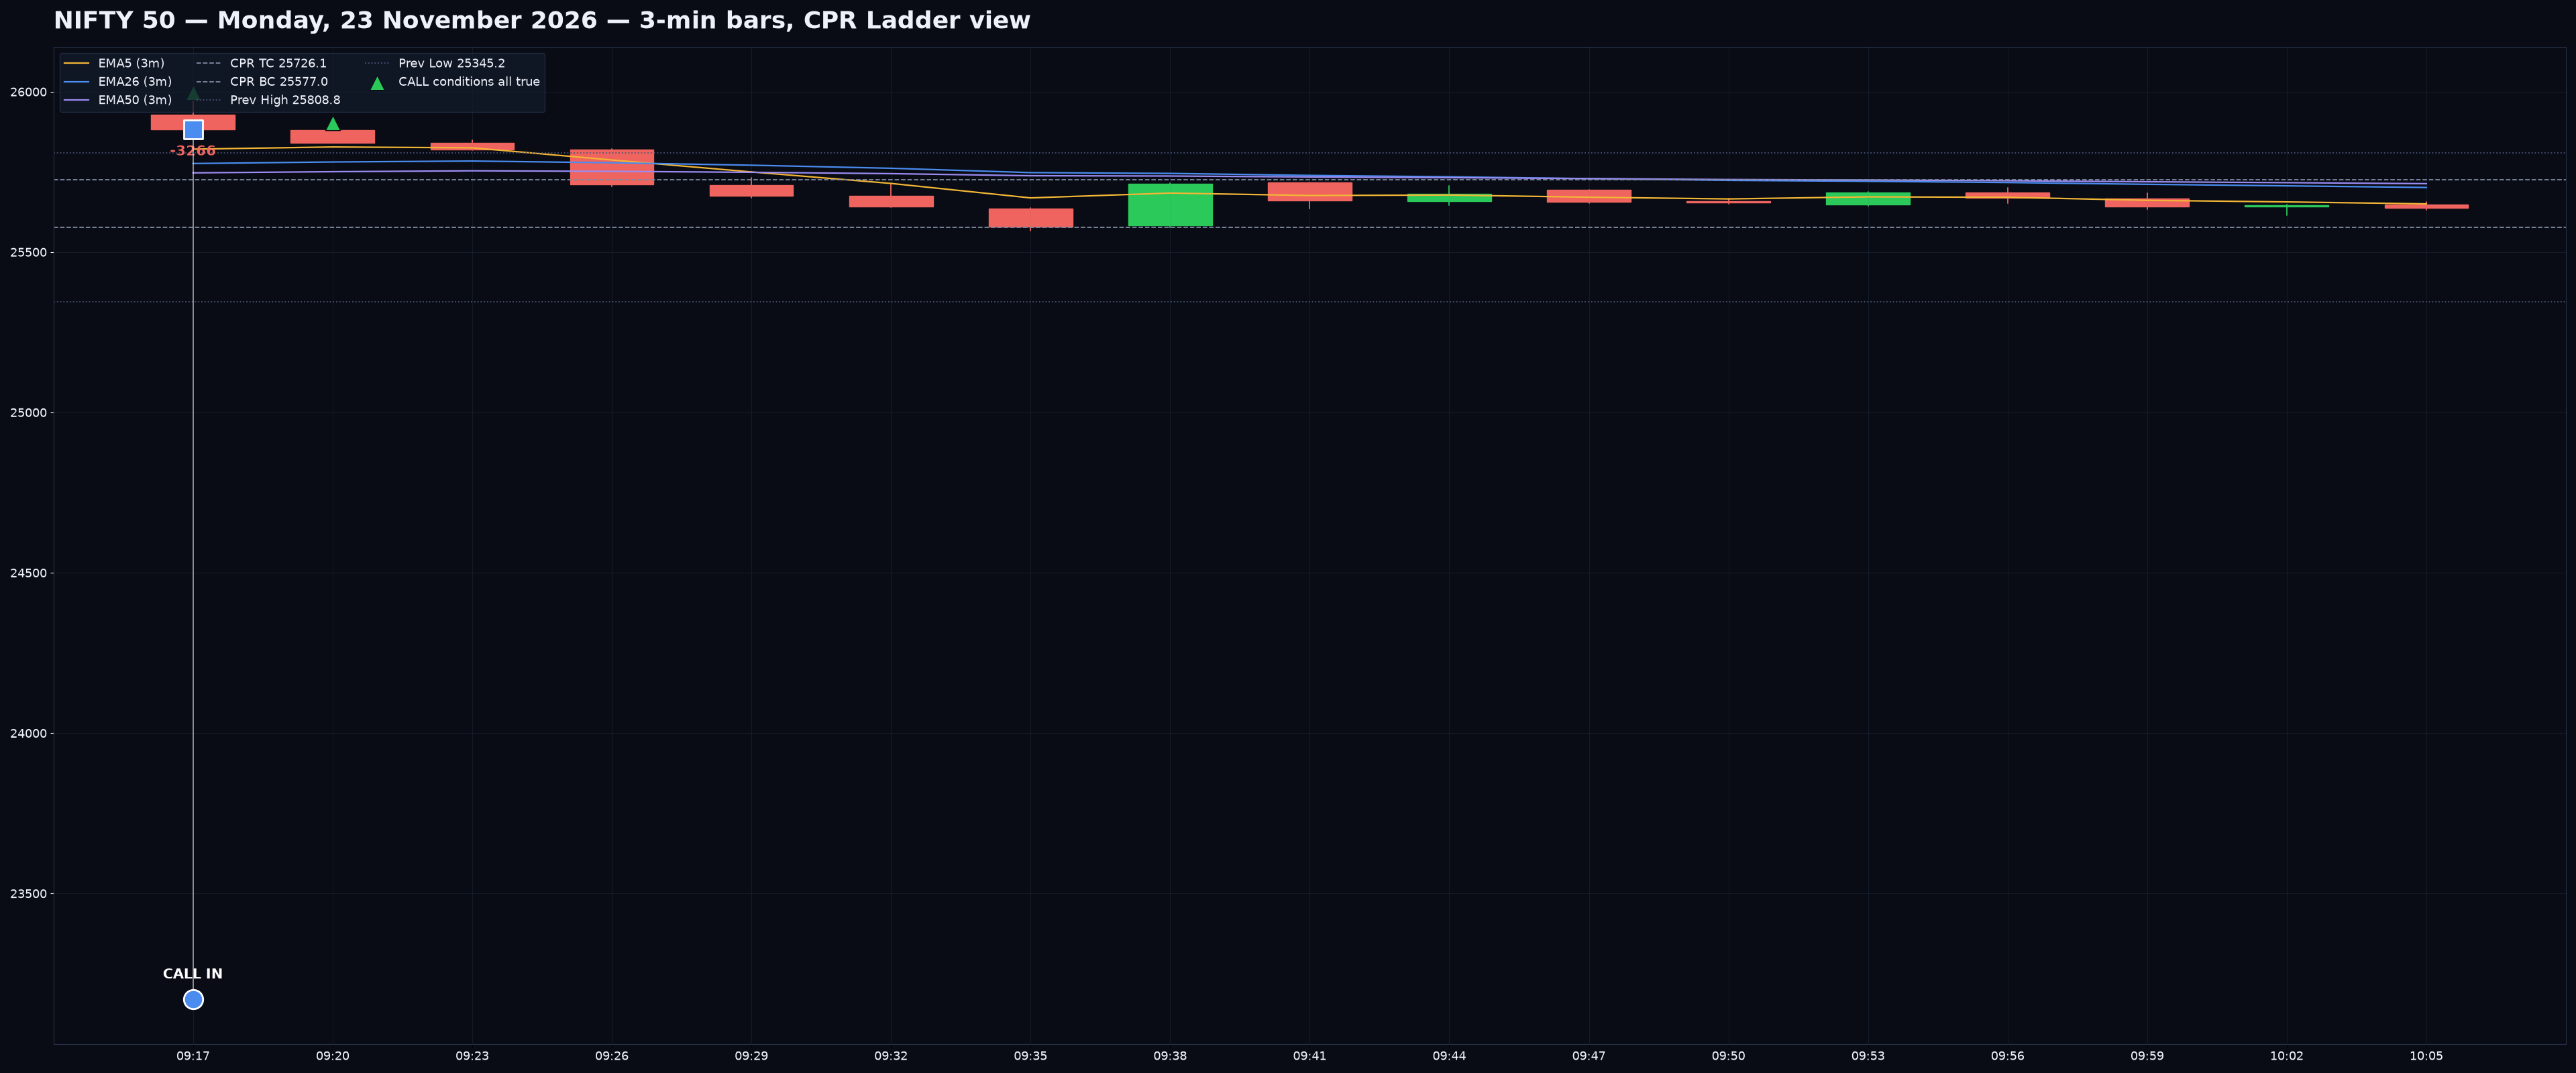 NIFTY 50 — Monday, 23 November 2026 — 3-min bars, CPR Ladder view
EMA5 (3m)
EMA26 (3m)
EMA50 (3m)
CPR TC 25726.1
CPR BC 25577.0
Prev High 25808.8
Prev Low 25345.2
CALL conditions all true
26000
25500
25000
24500
24000
23500
-3266
CALL IN
09:17 09:20 09:23 09:26 09:29 09:32 09:35 09:38 09:41 09:44 09:47 09:50 09:53 09:56 09:59 10:02 10:05